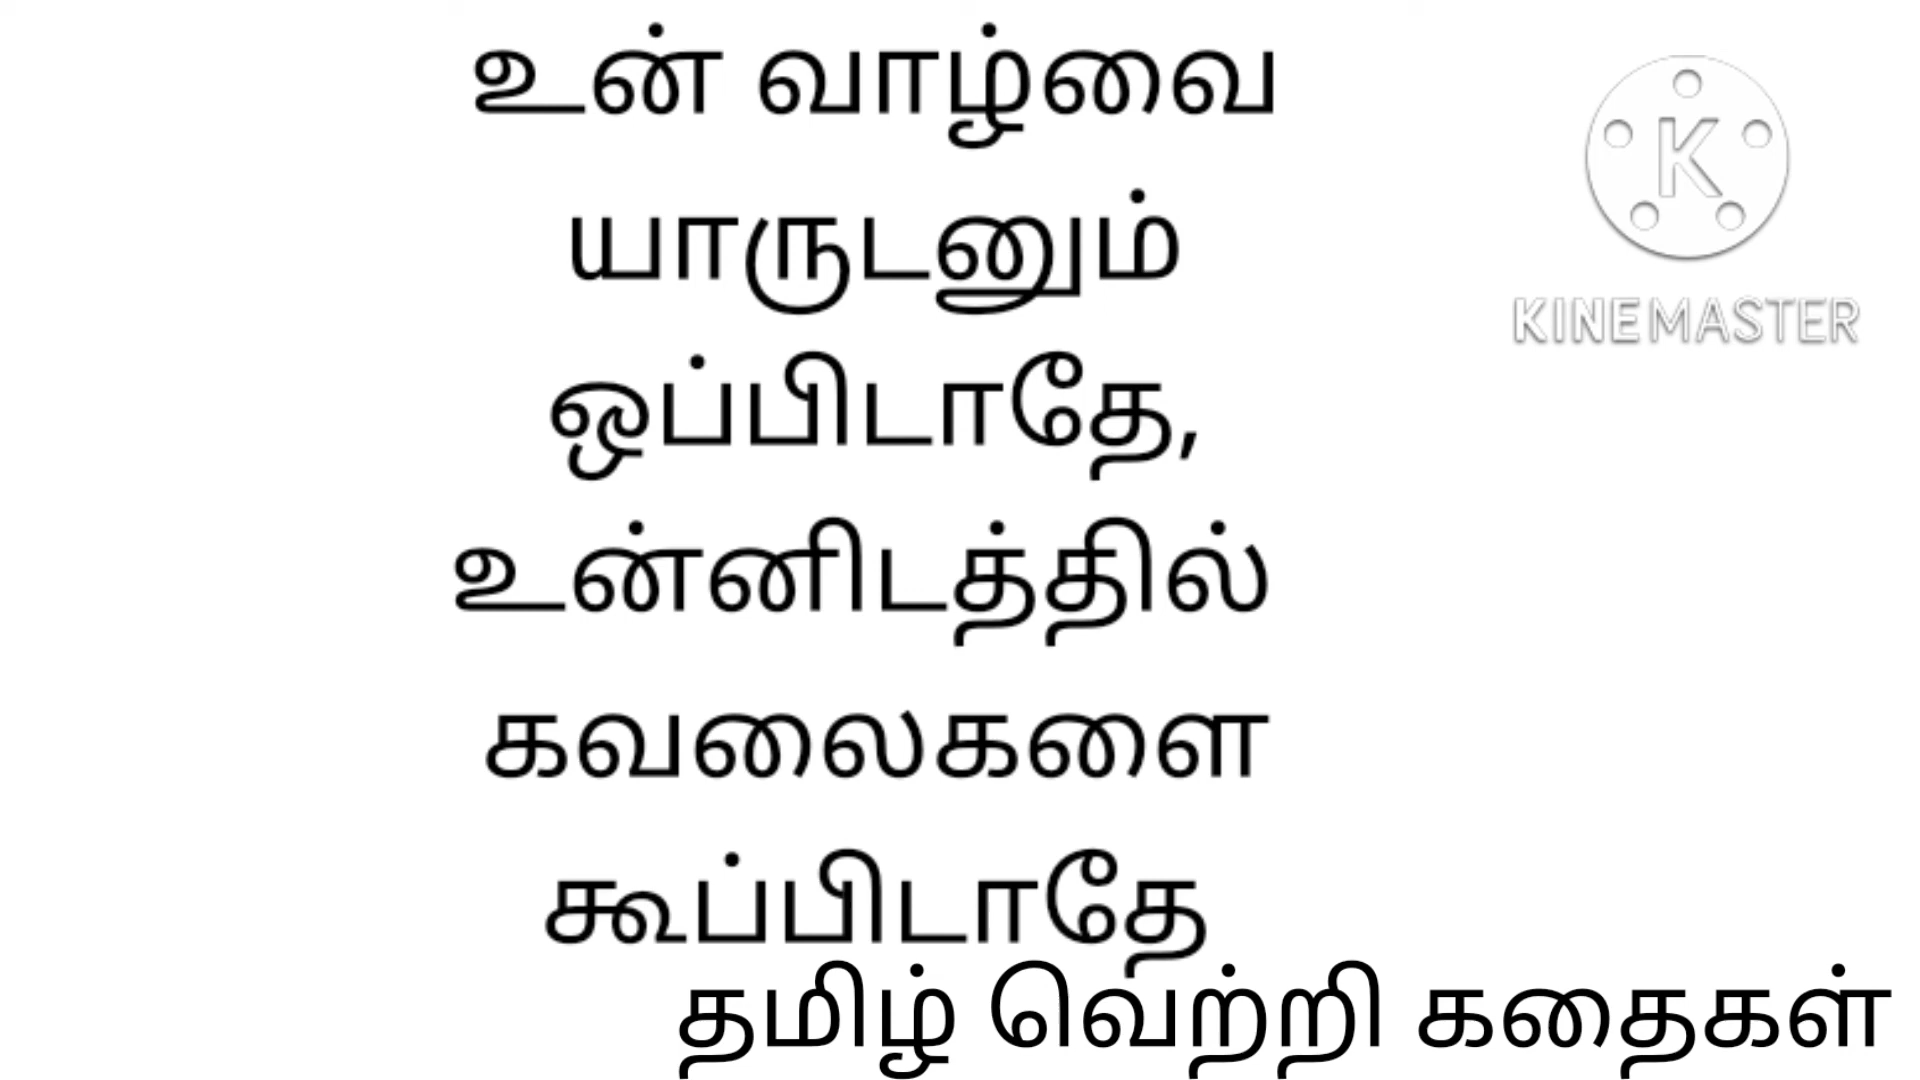 உன் வாழ்வை
யாருடனும்
ஒப்பிடாதே,
உன்னிடத்தில்
கவலைகளை
கூப்பிடாதே
தமிழ் வெற்றி கதைகள்
K
KINEMASTER